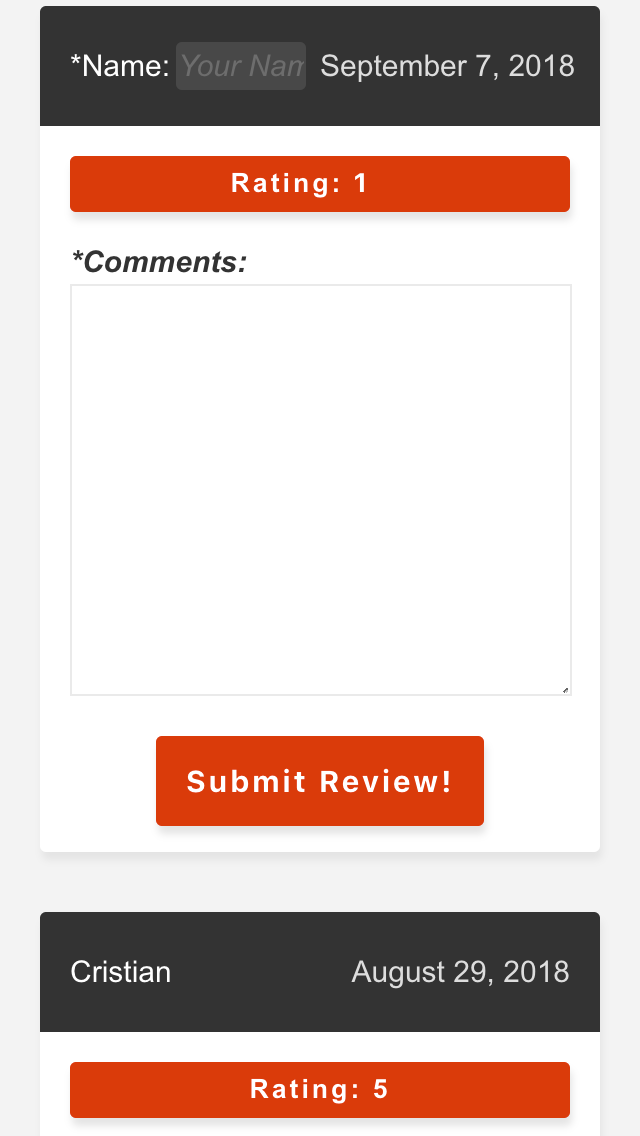 *Name: Your Nam September 7, 2018
Rating: 1
*Comments:
Submit Review!
Cristian August 29, 2018
Rating: 5